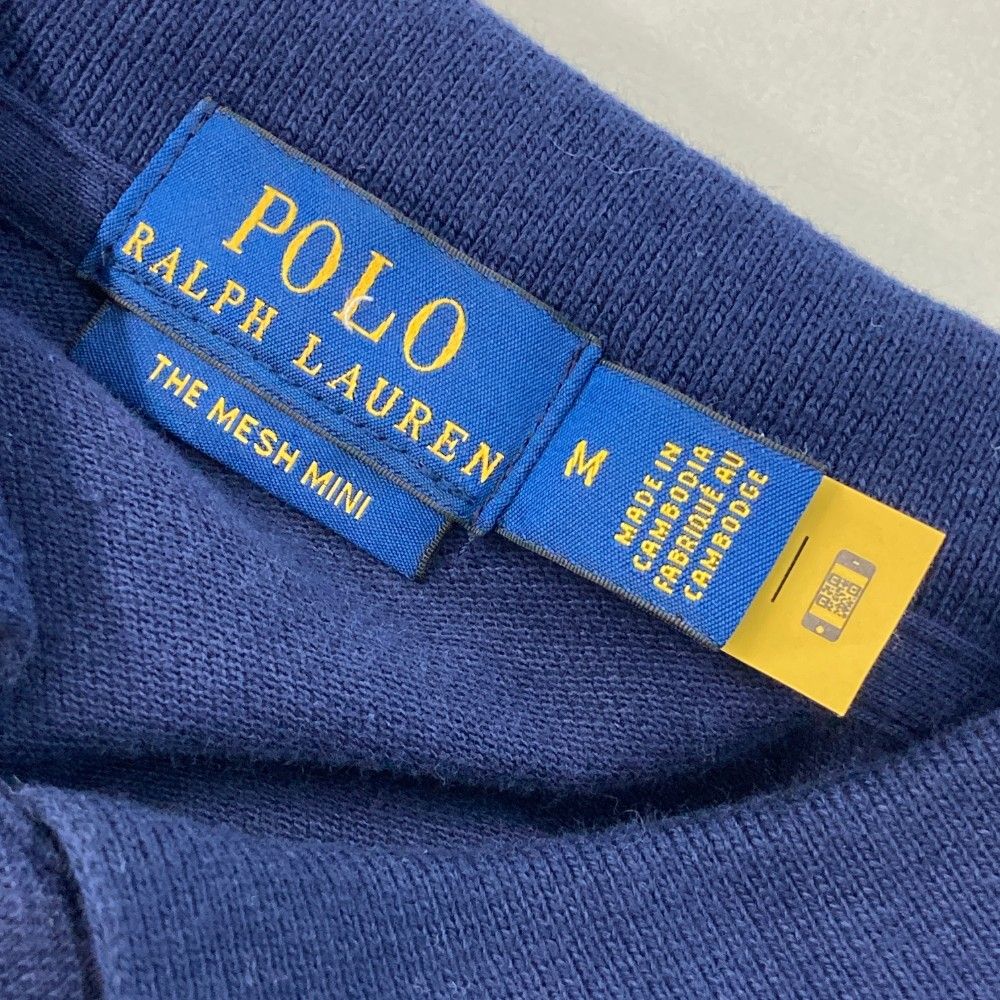 POLO
RALPH LAUREN
THE MESH MINI
M
MADE IN
CAMBODIA
FABRIQUÉ AU
CAMBODGE